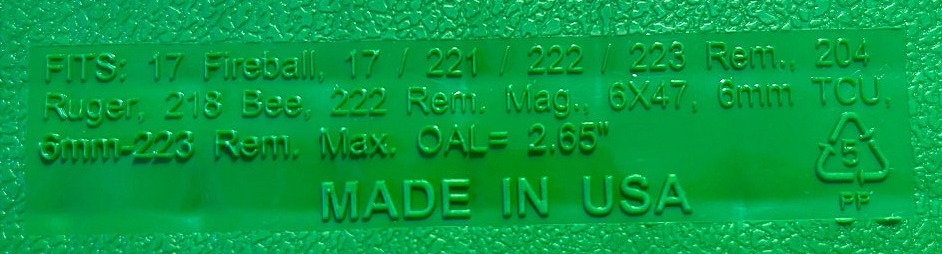 FITS: 17 Fireball, 17 / 221 / 222 / 223 Rem., 204
Ruger, 218 Bee, 222 Rem. Mag., 6X47, 6mm TCU,
6mm-223 Rem. Max. OAL= 2.65"
MADE IN USA
5
PP